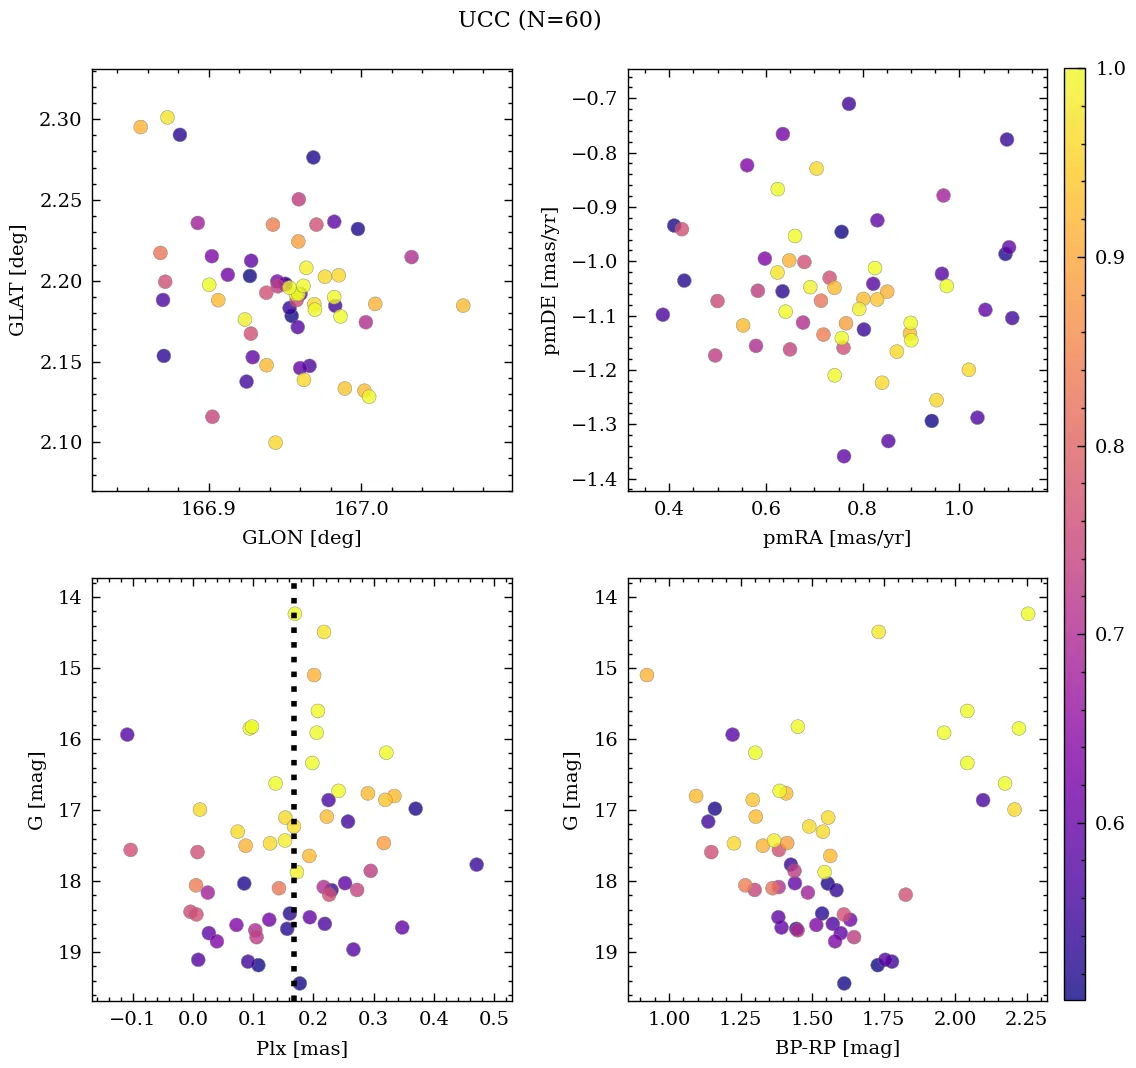 UCC (N=60)
2.30
2.25
2.20
2.15
2.10
GLAT [deg]
166.9 167.0
GLON [deg]
−0.7
−0.8
−0.9
−1.0
−1.1
−1.2
−1.3
−1.4
pmDE [mas/yr]
0.4 0.6 0.8 1.0
pmRA [mas/yr]
14
15
16
17
18
19
G [mag]
−0.1 0.0 0.1 0.2 0.3 0.4 0.5
Plx [mas]
14
15
16
17
18
19
G [mag]
1.00 1.25 1.50 1.75 2.00 2.25
BP-RP [mag]
1.0
0.9
0.8
0.7
0.6